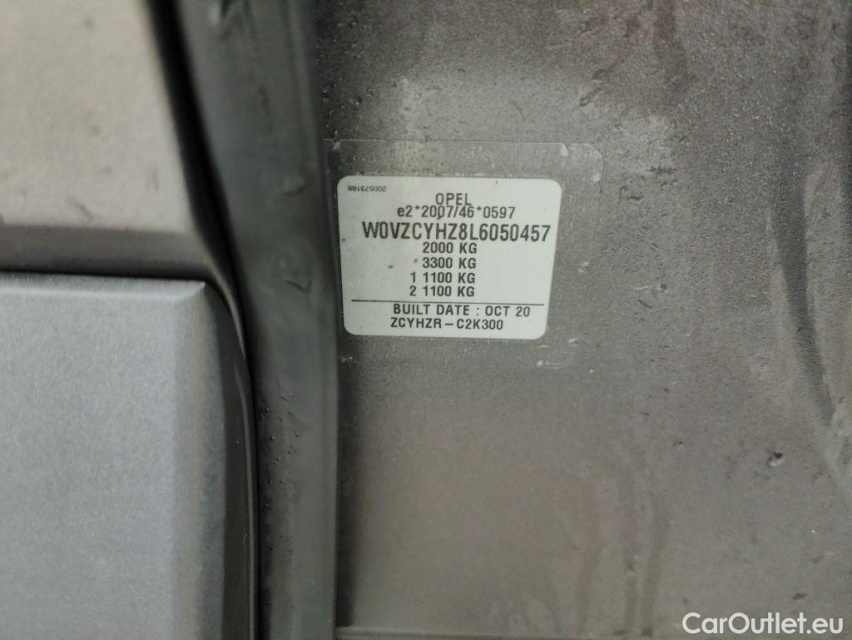 20057318R
OPEL
e2*2007/46*0597
W0VZCYHZ8L6050457
2000 KG
3300 KG
1 1100 KG
2 1100 KG
BUILT DATE : OCT 20
ZCYHZR-C2K300
CarOutlet.eu